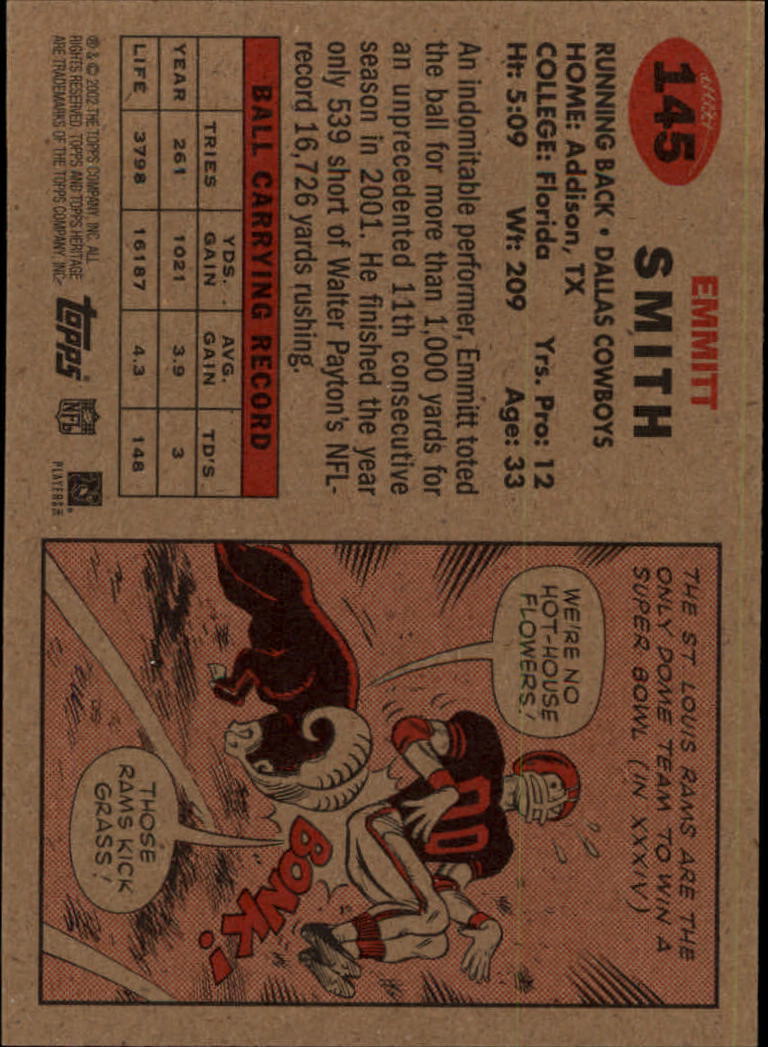 145
EMMITT
SMITH
RUNNING BACK • DALLAS COWBOYS
HOME: Addison, TX
COLLEGE: Florida Yrs. Pro: 12
Ht: 5:09 Wt: 209 Age: 33
An indomitable performer, Emmitt toted
the ball for more than 1,000 yards for
an unprecedented 11th consecutive
season in 2001. He finished the year
only 539 short of Walter Payton's NFL-
record 16,726 yards rushing.
BALL CARRYING RECORD
TRIES YDS. GAIN AVG. GAIN TD'S
YEAR 261 1021 3.9 3
LIFE 3798 16187 4.3 148
® & © 2002 THE TOPPS COMPANY, INC. ALL
RIGHTS RESERVED. TOPPS AND TOPPS HERITAGE
ARE TRADEMARKS OF THE TOPPS COMPANY, INC.
topps®
NFL
PLAYERS
THE ST. LOUIS RAMS ARE THE
ONLY DOME TEAM TO WIN A
SUPER BOWL (IN XXXIV)
WE'RE NO
HOT-HOUSE
FLOWERS!
00
BONK!
THOSE
RAMS KICK
GRASS!